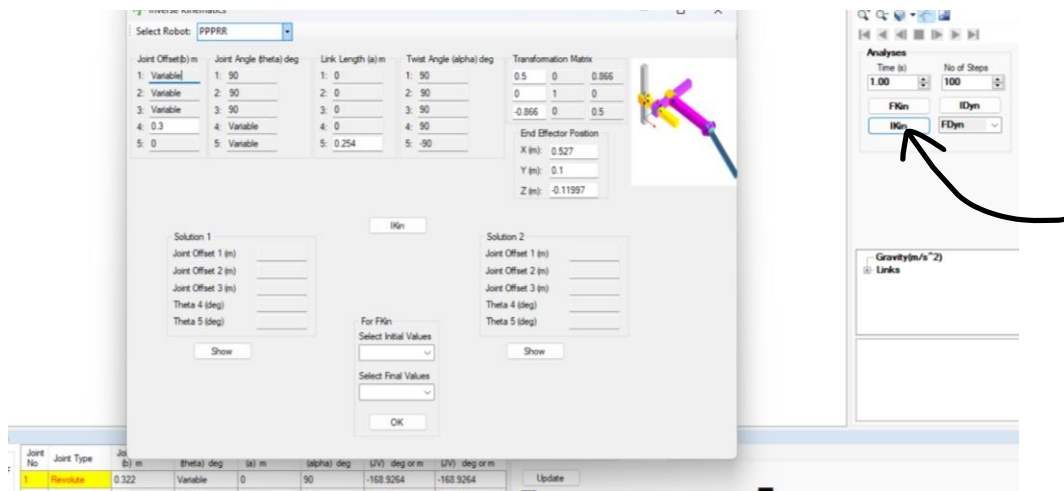 Inverse Kinematics
Select Robot: PPPRR
Joint Offset(b) m Joint Angle (theta) deg Link Length (a) m Twist Angle (alpha) deg Transformation Matrix
1: Variable 1: 90 1: 0 1: 90 0.5 0 0.866
2: Variable 2: 90 2: 0 2: 90 0 1 0
3: Variable 3: 90 3: 0 3: 90 -0.866 0 0.5
4: 0.3 4: Variable 4: 0 4: 90
5: 0 5: Variable 5: 0.254 5: -90
End Effector Position
X (m): 0.527
Y (m): 0.1
Z (m): -0.11997
IKin
Solution 1
Joint Offset 1 (m)
Joint Offset 2 (m)
Joint Offset 3 (m)
Theta 4 (deg)
Theta 5 (deg)
Show
For FKin
Select Initial Values
Select Final Values
OK
Solution 2
Joint Offset 1 (m)
Joint Offset 2 (m)
Joint Offset 3 (m)
Theta 4 (deg)
Theta 5 (deg)
Show
Analyses
Time (s) No of Steps
1.00 100
FKin IDyn
IKin FDyn
Gravity(m/s^2)
Links
Joint No Joint Type Jo (b) m (theta) deg (a) m (alpha) deg (JV) deg or m (JV) deg or m
1 Revolute 0.322 Variable 0 90 -168.9264 -168.9264
Update